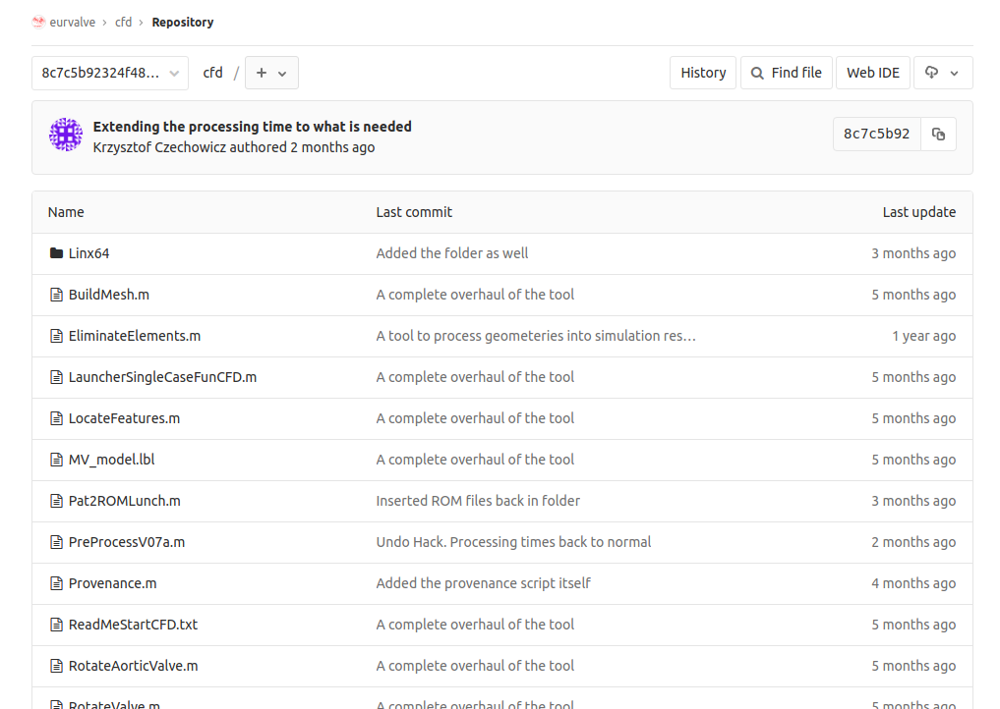 eurvalve › cfd › Repository
8c7c5b92324f48... cfd / + History Find file Web IDE
Extending the processing time to what is needed
Krzysztof Czechowicz authored 2 months ago
8c7c5b92
Name Last commit Last update
Linx64 Added the folder as well 3 months ago
BuildMesh.m A complete overhaul of the tool 5 months ago
EliminateElements.m A tool to process geometeries into simulation res... 1 year ago
LauncherSingleCaseFunCFD.m A complete overhaul of the tool 5 months ago
LocateFeatures.m A complete overhaul of the tool 5 months ago
MV_model.lbl A complete overhaul of the tool 5 months ago
Pat2ROMLunch.m Inserted ROM files back in folder 3 months ago
PreProcessV07a.m Undo Hack. Processing times back to normal 2 months ago
Provenance.m Added the provenance script itself 4 months ago
ReadMeStartCFD.txt A complete overhaul of the tool 5 months ago
RotateAorticValve.m A complete overhaul of the tool 5 months ago
RotateValve.m A complete overhaul of the tool 5 months ago